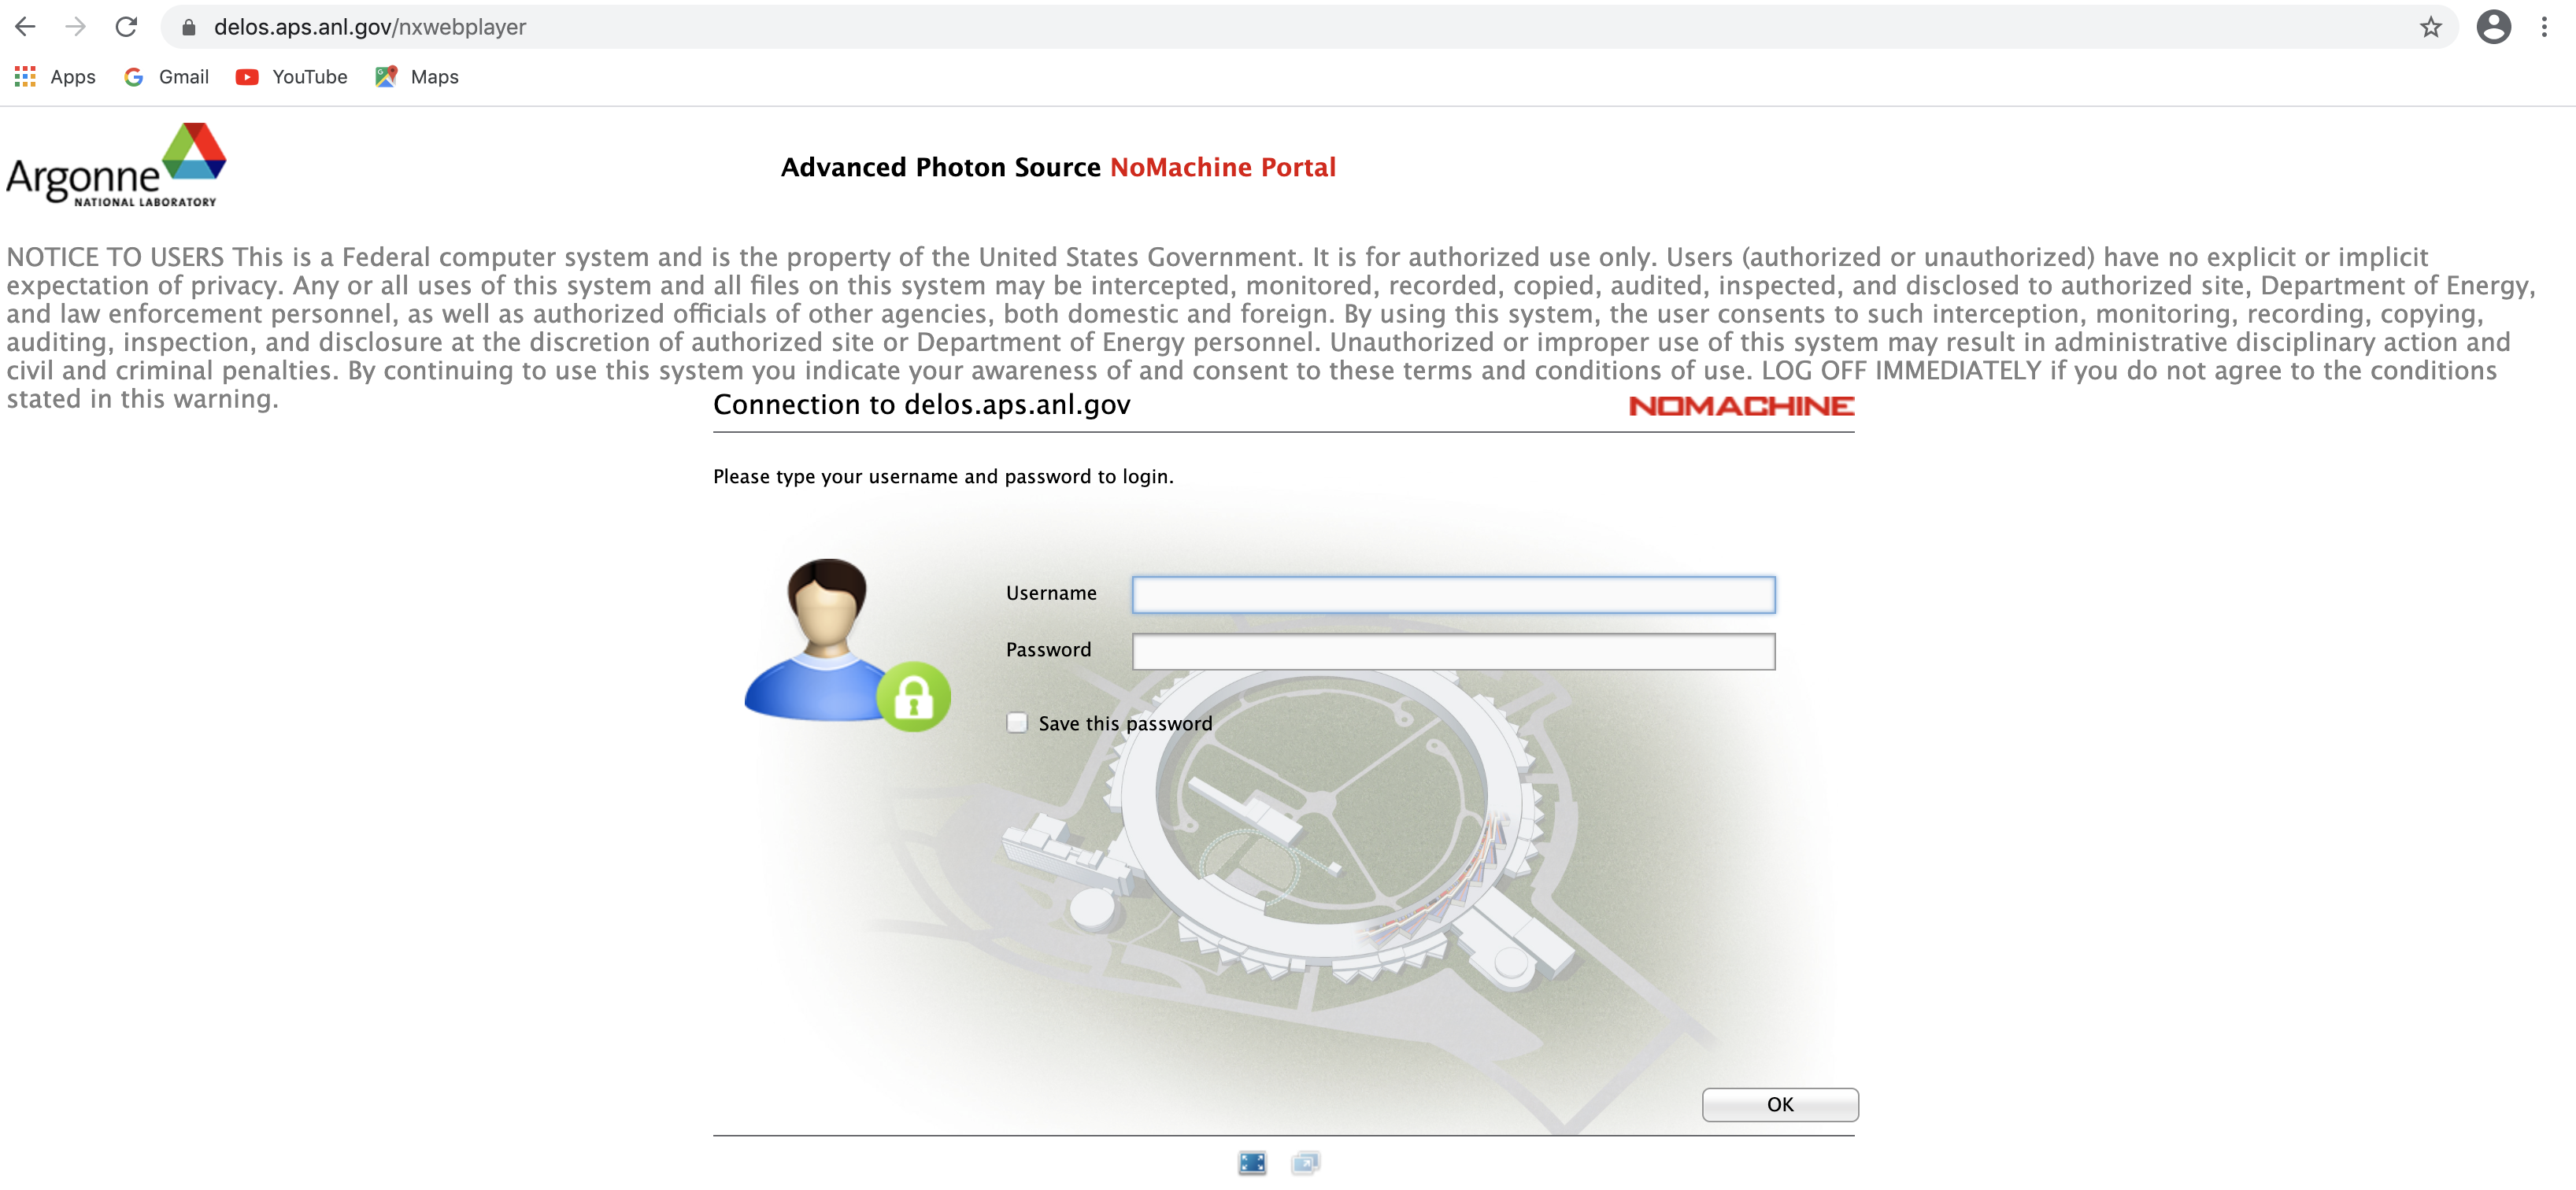 delos.aps.anl.gov/nxwebplayer
Apps Gmail YouTube Maps
Argonne
NATIONAL LABORATORY
Advanced Photon Source NoMachine Portal
NOTICE TO USERS This is a Federal computer system and is the property of the United States Government. It is for authorized use only. Users (authorized or unauthorized) have no explicit or implicit
expectation of privacy. Any or all uses of this system and all files on this system may be intercepted, monitored, recorded, copied, audited, inspected, and disclosed to authorized site, Department of Energy,
and law enforcement personnel, as well as authorized officials of other agencies, both domestic and foreign. By using this system, the user consents to such interception, monitoring, recording, copying,
auditing, inspection, and disclosure at the discretion of authorized site or Department of Energy personnel. Unauthorized or improper use of this system may result in administrative disciplinary action and
civil and criminal penalties. By continuing to use this system you indicate your awareness of and consent to these terms and conditions of use. LOG OFF IMMEDIATELY if you do not agree to the conditions
stated in this warning.
Connection to delos.aps.anl.gov NOMACHINE
Please type your username and password to login.
Username
Password
Save this password
OK